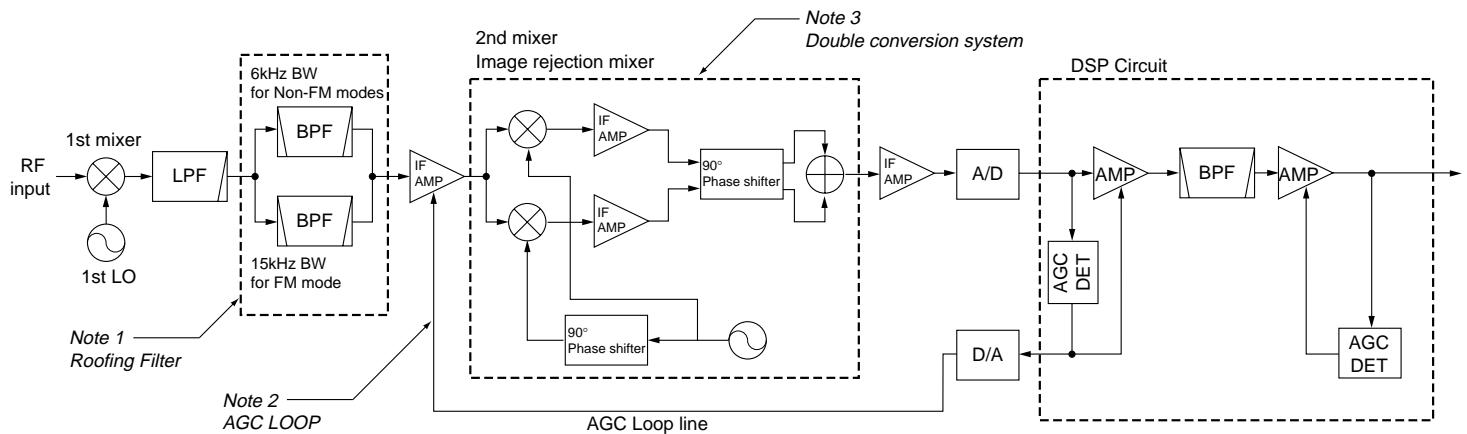 Note 3
Double conversion system
2nd mixer
Image rejection mixer
DSP Circuit
6kHz BW
for Non-FM modes
BPF
1st mixer
RF
input
LPF
BPF
15kHz BW
for FM mode
1st LO
IF
AMP
IF
AMP
IF
AMP
90°
Phase shifter
90°
Phase shifter
IF
AMP
A/D
AMP
BPF
AMP
AGC
DET
D/A
AGC
DET
Note 1
Roofing Filter
Note 2
AGC LOOP
AGC Loop line